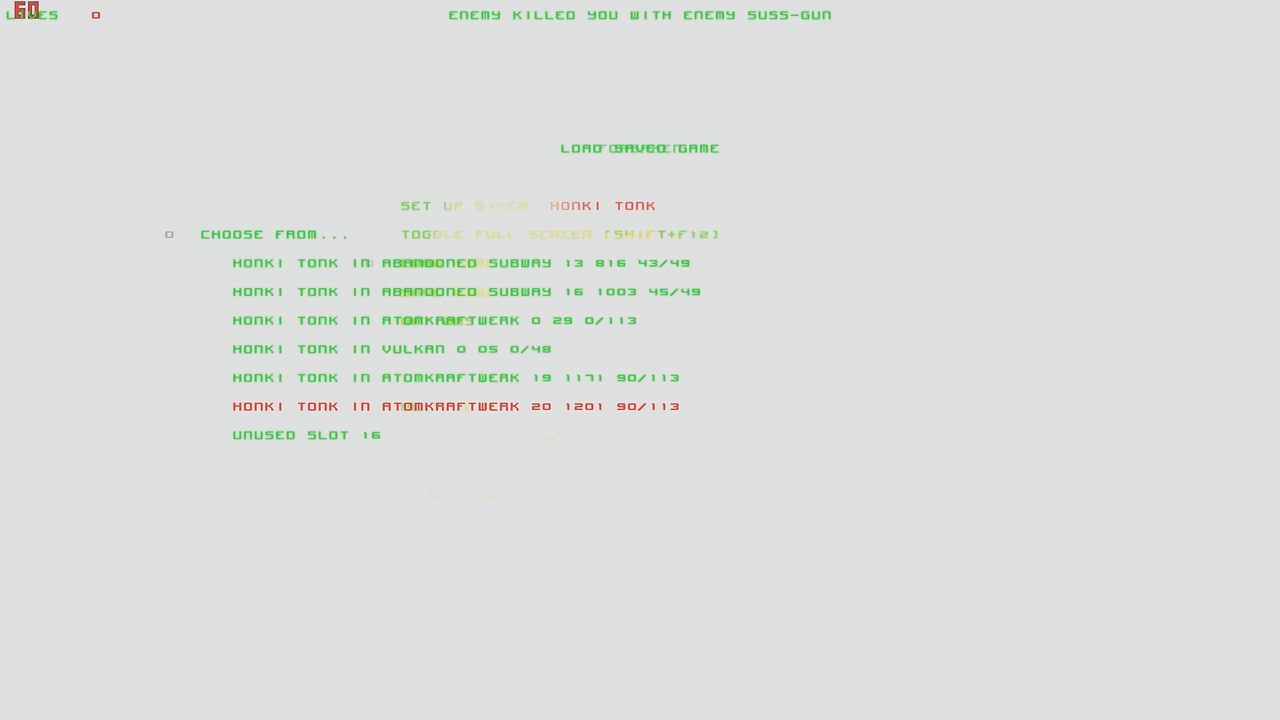 60
LIVES 0
ENEMY KILLED YOU WITH ENEMY SUSS-GUN
LOAD SAVED GAME
SET UP BIKER HONKI TONK
CHOOSE FROM...
TOGGLE FULL SCREEN (SHIFT+F12)
HONKI TONK IN ABANDONED SUBWAY 13 816 43/49
HONKI TONK IN ABANDONED SUBWAY 16 1003 45/49
HONKI TONK IN ATOMKRAFTWERK 0 29 0/113
HONKI TONK IN VULKAN 0 05 0/48
HONKI TONK IN ATOMKRAFTWERK 19 1171 90/113
HONKI TONK IN ATOMKRAFTWERK 20 1201 90/113
UNUSED SLOT 16